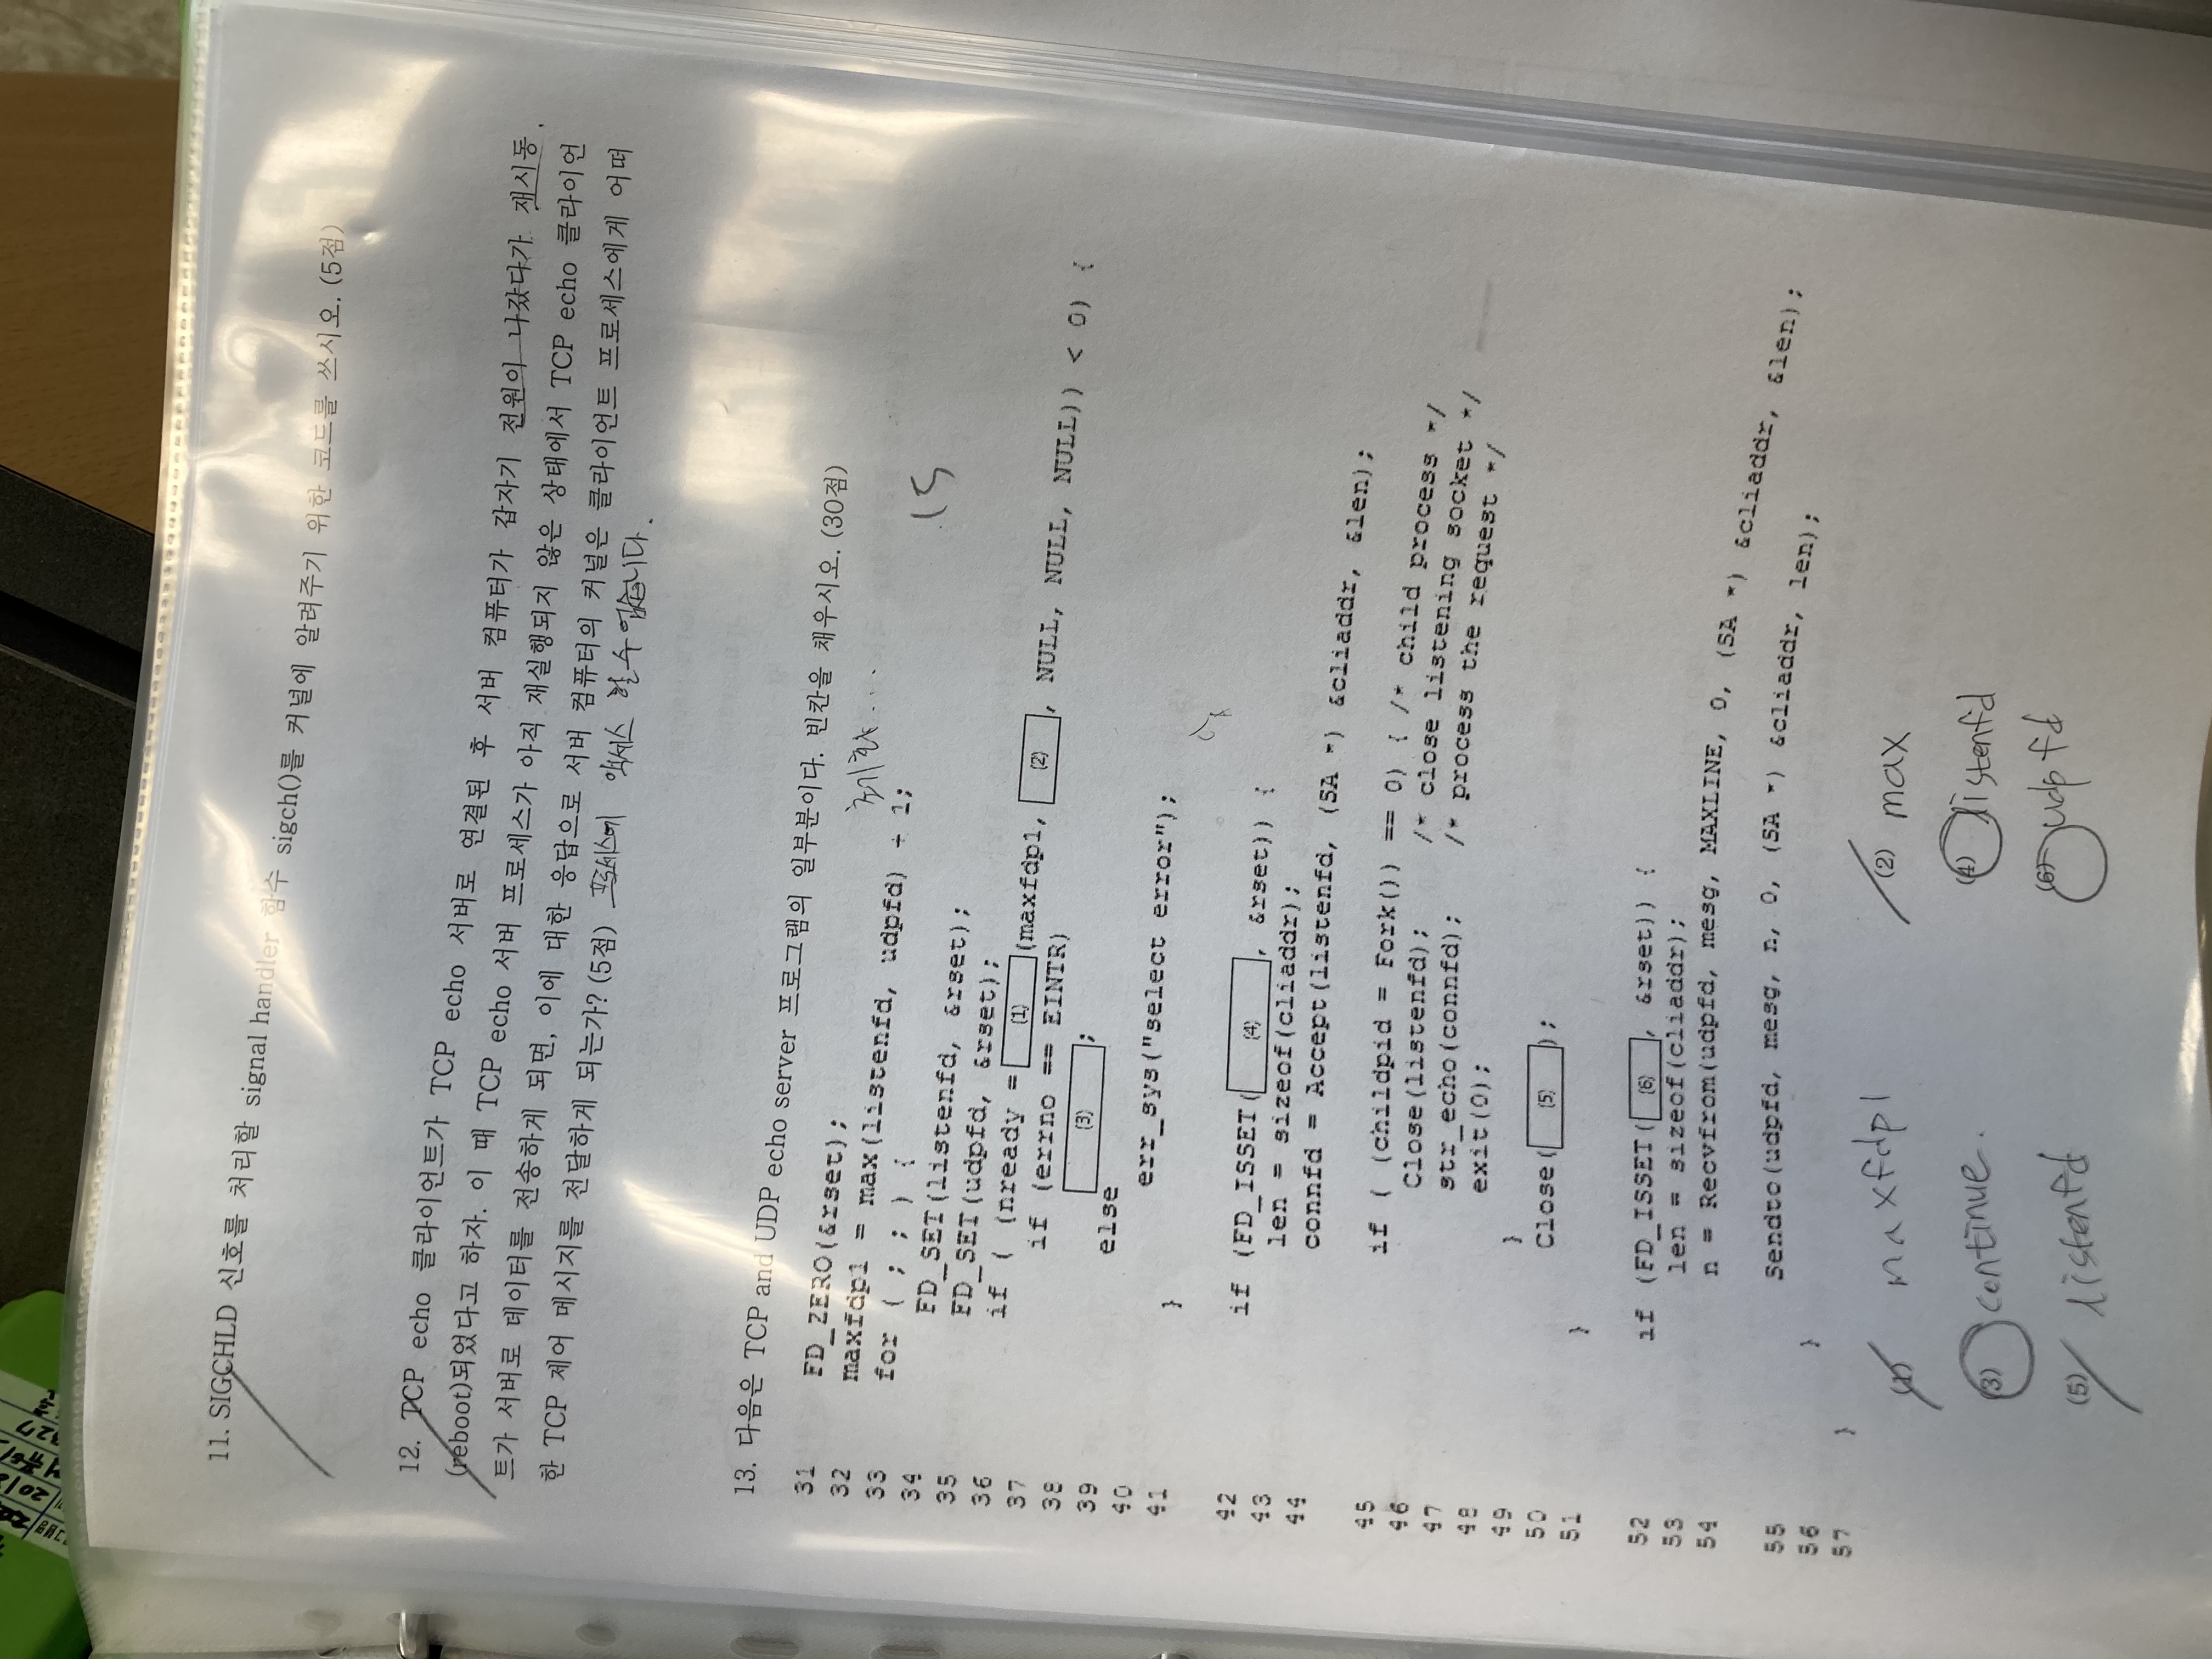 2018
327
11. SIGCHLD 신호를 처리할 signal handler 함수 sigch()를 커널에 알려주기 위한 코드를 쓰시오. (5점)
12. TCP echo 클라이언트가 TCP echo 서버로 연결된 후 서버 컴퓨터가 갑자기 전원이 나갔다가 재시동
(reboot)되었다고 하자. 이 때 TCP echo 서버 프로세스가 아직 재실행되지 않은 상태에서 TCP echo 클라이언
트가 서버로 데이터를 전송하게 되면, 이에 대한 응답으로 서버 컴퓨터의 커널은 클라이언트 프로세스에게 어떠
한 TCP 제어 메시지를 전달하게 되는가? (5점) 프로세스에 액세스 할 수 없습니다.
13. 다음은 TCP and UDP echo server 프로그램의 일부분이다. 빈칸을 채우시오. (30점)
초기화...
15
31 FD_ZERO(&rset);
32 maxfdp1 = max(listenfd, udpfd) + 1;
33 for ( ; ; ) {
34 FD_SET(listenfd, &rset);
35 FD_SET(udpfd, &rset);
36 if ( (nready = (1) (maxfdp1, (2) , NULL, NULL, NULL)) < 0) {
37 if (errno == EINTR)
38 (3) ;
39 else
40 err_sys("select error");
41 }
42 if (FD_ISSET( (4) , &rset)) {
43 len = sizeof(cliaddr);
44 connfd = Accept(listenfd, (SA *) &cliaddr, &len);
45 if ( (childpid = Fork()) == 0) { /* child process */
46 Close(listenfd); /* close listening socket */
47 str_echo(connfd); /* process the request */
48 exit(0);
49 }
50 Close( (5) );
51 }
52 if (FD_ISSET( (6) , &rset)) {
53 len = sizeof(cliaddr);
54 n = Recvfrom(udpfd, mesg, MAXLINE, 0, (SA *) &cliaddr, &len);
55 Sendto(udpfd, mesg, n, 0, (SA *) &cliaddr, len);
56 }
57 }
(1) maxfdp1 (2) max
(3) continue. (4) listenfd
(5) listenfd (6) udpfd